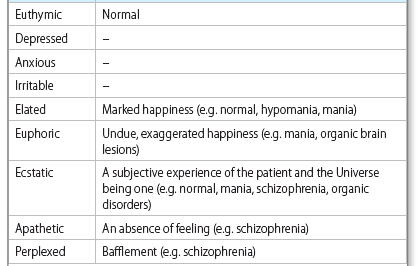 Euthymic Normal
Depressed –
Anxious –
Irritable –
Elated Marked happiness (e.g. normal, hypomania, mania)
Euphoric Undue, exaggerated happiness (e.g. mania, organic brain
lesions)
Ecstatic A subjective experience of the patient and the Universe
being one (e.g. normal, mania, schizophrenia, organic
disorders)
Apathetic An absence of feeling (e.g. schizophrenia)
Perplexed Bafflement (e.g. schizophrenia)